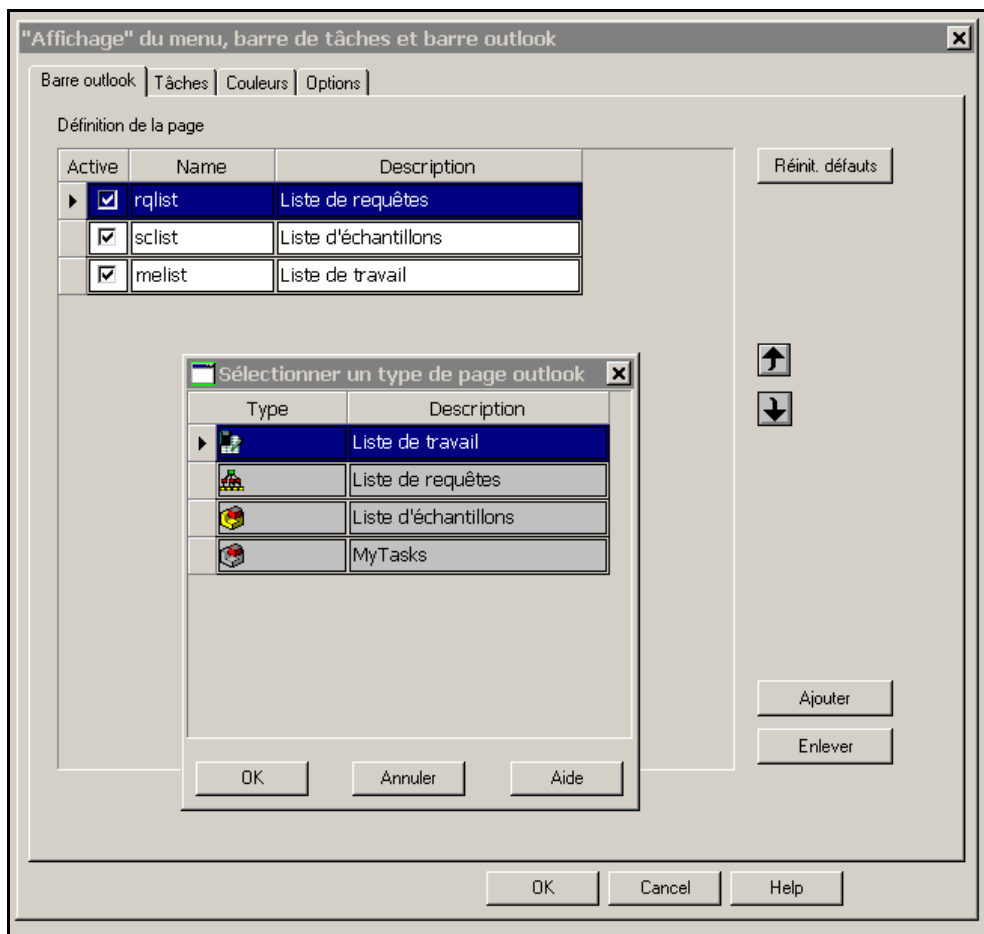 "Affichage" du menu, barre de tâches et barre outlook
Barre outlook Tâches Couleurs Options
Définition de la page
Active Name Description
Réinit. défauts
rqlist Liste de requêtes
sclist Liste d'échantillons
melist Liste de travail
Sélectionner un type de page outlook
Type Description
Liste de travail
Liste de requêtes
Liste d'échantillons
MyTasks
Ajouter
Enlever
OK Annuler Aide
OK Cancel Help